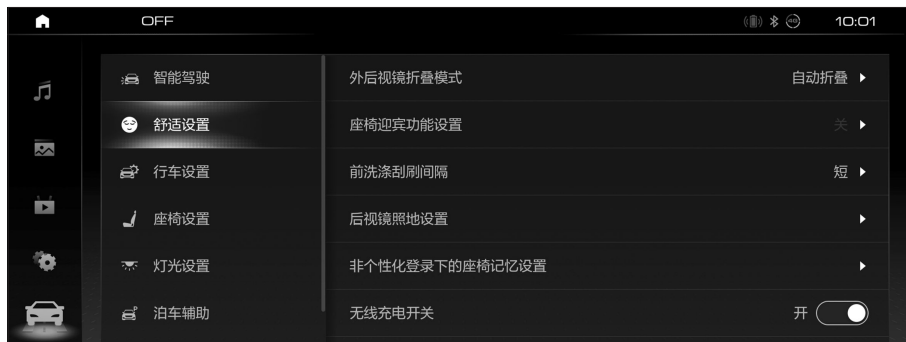 OFF
10:01
智能驾驶
舒适设置
行车设置
座椅设置
灯光设置
泊车辅助
外后视镜折叠模式 自动折叠
座椅迎宾功能设置 关
前洗涤刮刷间隔 短
后视镜照地设置
非个性化登录下的座椅记忆设置
无线充电开关 开